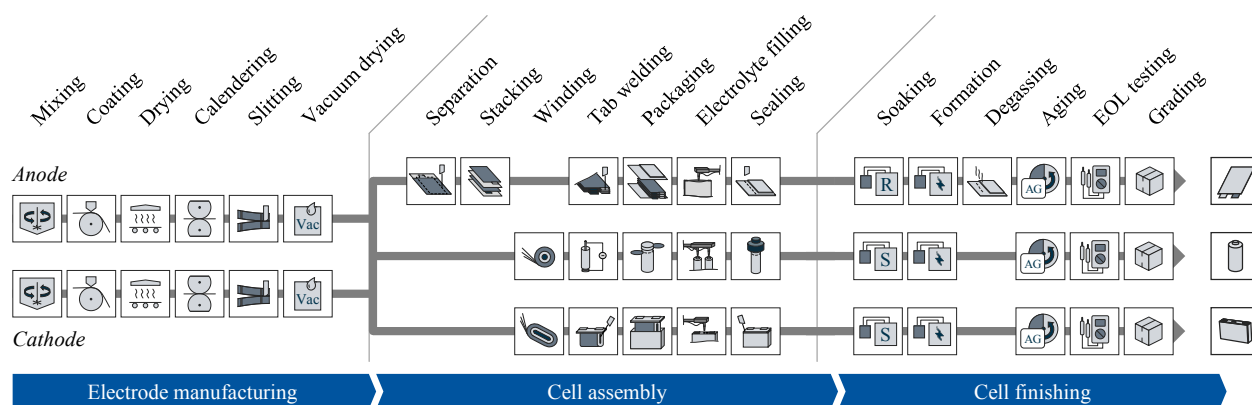 Mixing
Coating
Drying
Calendering
Slitting
Vacuum drying
Separation
Stacking
Winding
Tab welding
Packaging
Electrolyte filling
Sealing
Soaking
Formation
Degassing
Aging
EOL testing
Grading
Anode
R
AG
Vac
S
AG
Vac
Cathode
S
AG
Electrode manufacturing
Cell assembly
Cell finishing